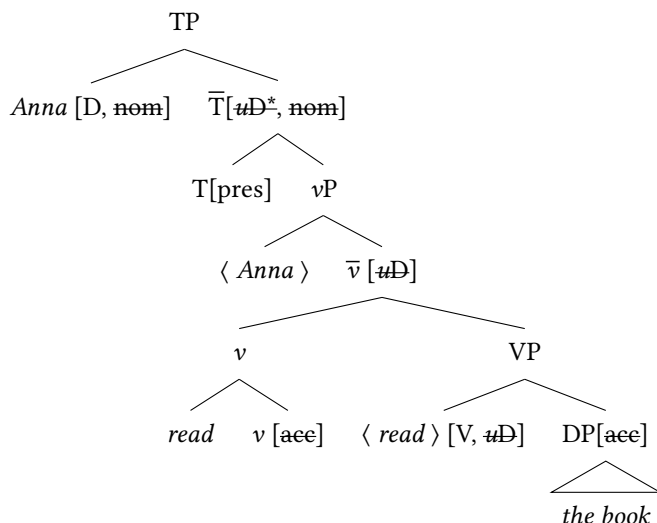 TP
Anna [D, nom] T̅[uD*, nom]
T[pres] vP
⟨ Anna ⟩ v̅ [uD]
v VP
read v [acc] ⟨ read ⟩ [V, uD] DP[acc]
the book